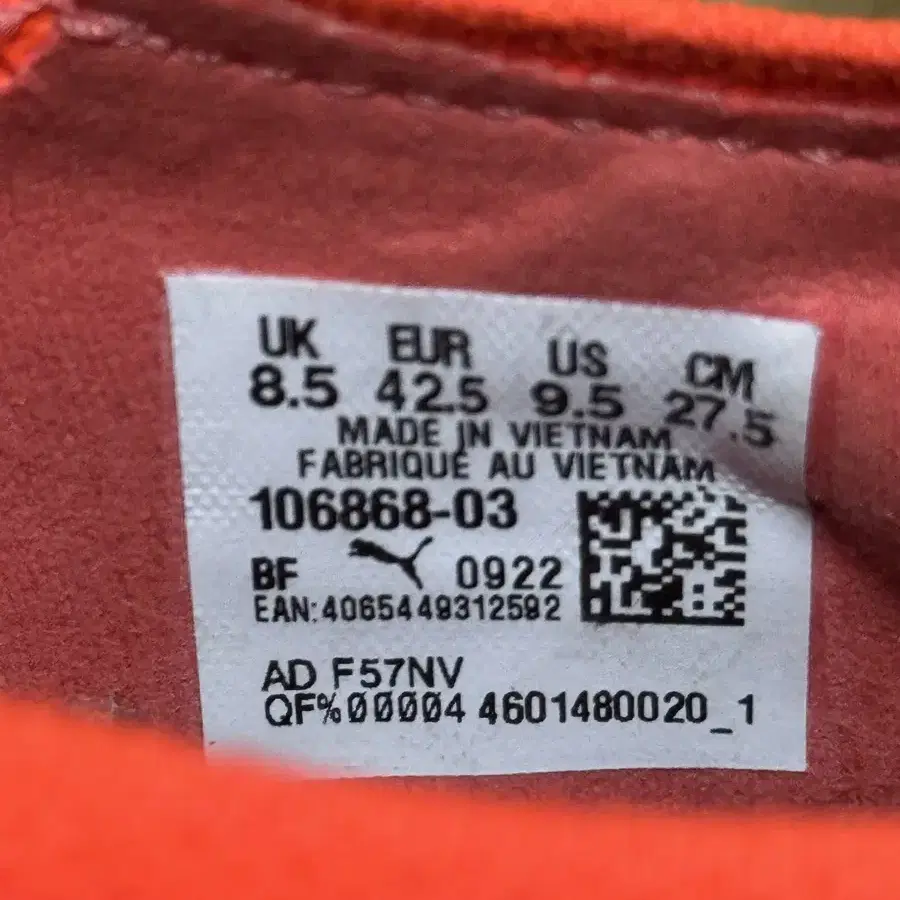 UK EUR US CM
8.5 42.5 9.5 27.5
MADE IN VIETNAM
FABRIQUÉ AU VIETNAM
106868-03
BF 0922
EAN:4065449312592
AD F57NV
QF%00004 4601480020_1